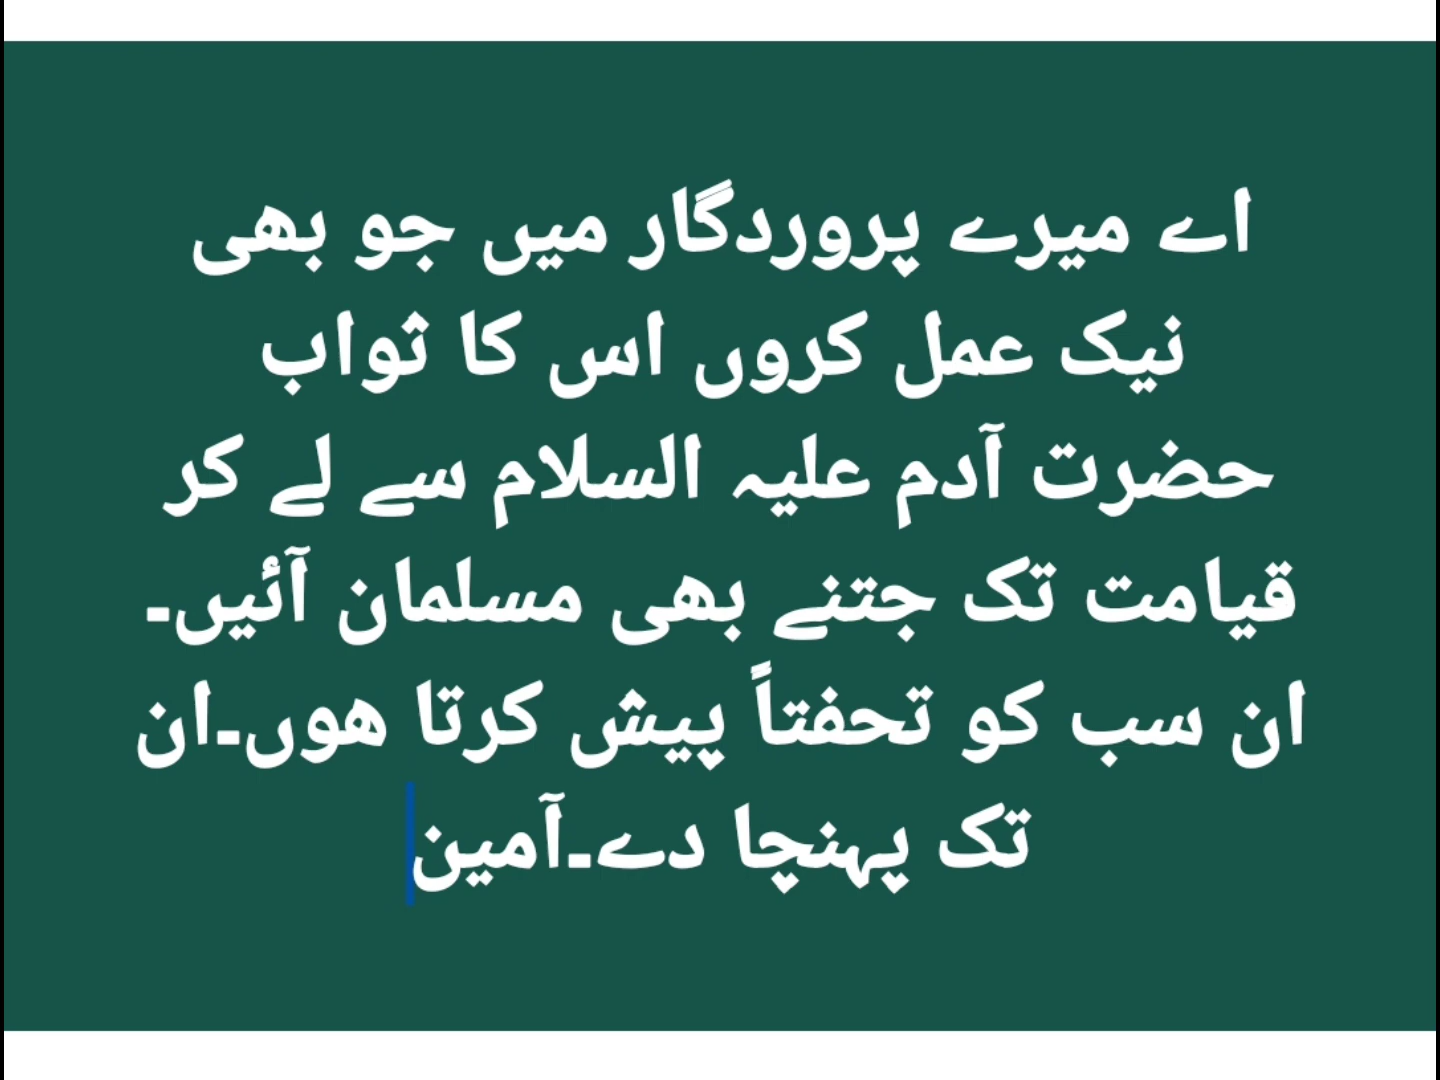 اے میرے پروردگار میں جو بھی
نیک عمل کروں اس کا ثواب
حضرت آدم علیہ السلام سے لے کر
قیامت تک جتنے بھی مسلمان آئیں۔
ان سب کو تحفتاً پیش کرتا ھوں۔ان
تک پہنچا دے۔آمین